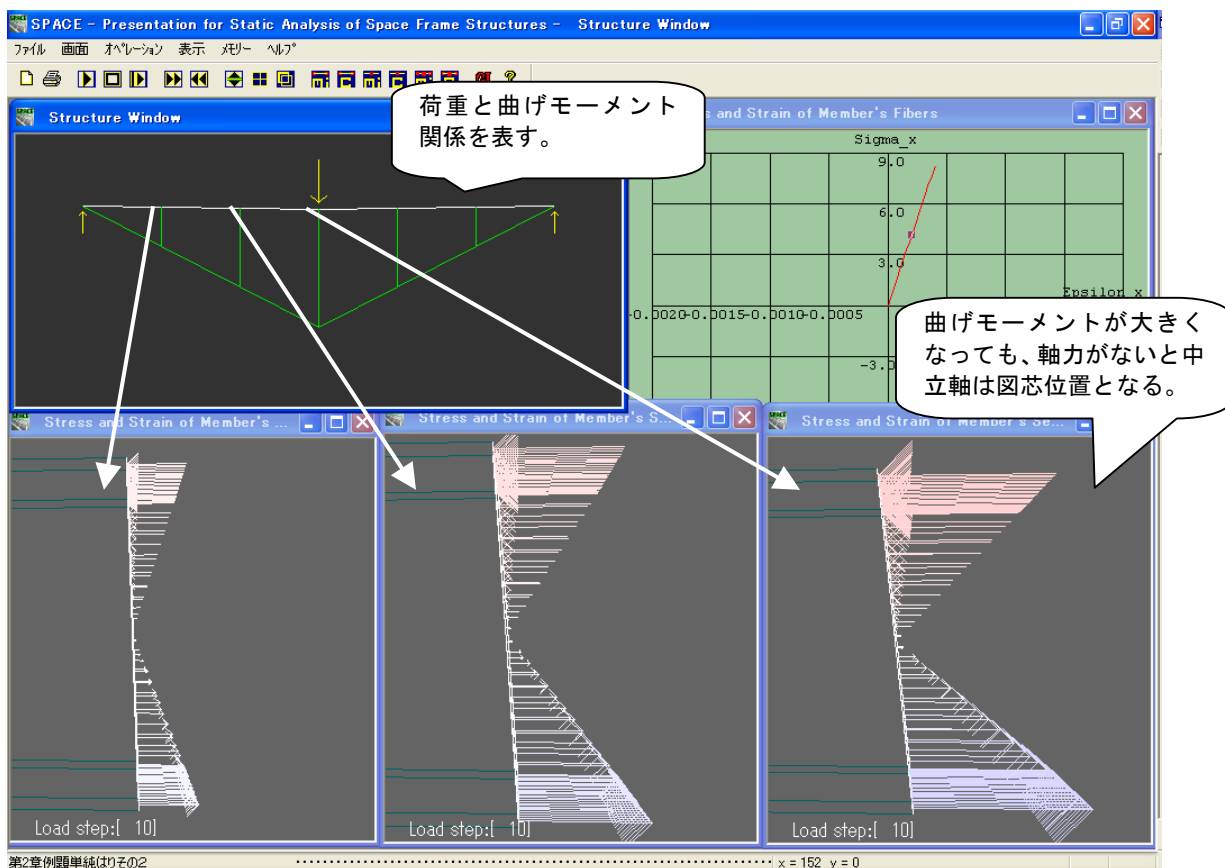 SPACE - Presentation for Static Analysis of Space Frame Structures - Structure Window
ファイル 画面 オペレーション 表示 メモリー ヘルプ
Structure Window
荷重と曲げモーメント
関係を表す。
s and Strain of Member's Fibers
Sigma_x
9.0
6.0
3.0
Epsilon_x
-0.0020-0.0015-0.0010-0.0005
-3.0
曲げモーメントが大きく
なっても、軸力がないと中
立軸は図芯位置となる。
Stress and Strain of Member's ...
Stress and Strain of Member's S...
Stress and Strain of Member's Se...
Load step:[ 10]
Load step:[ 10]
Load step:[ 10]
第2章例題単純はりその2
x = 152 y = 0